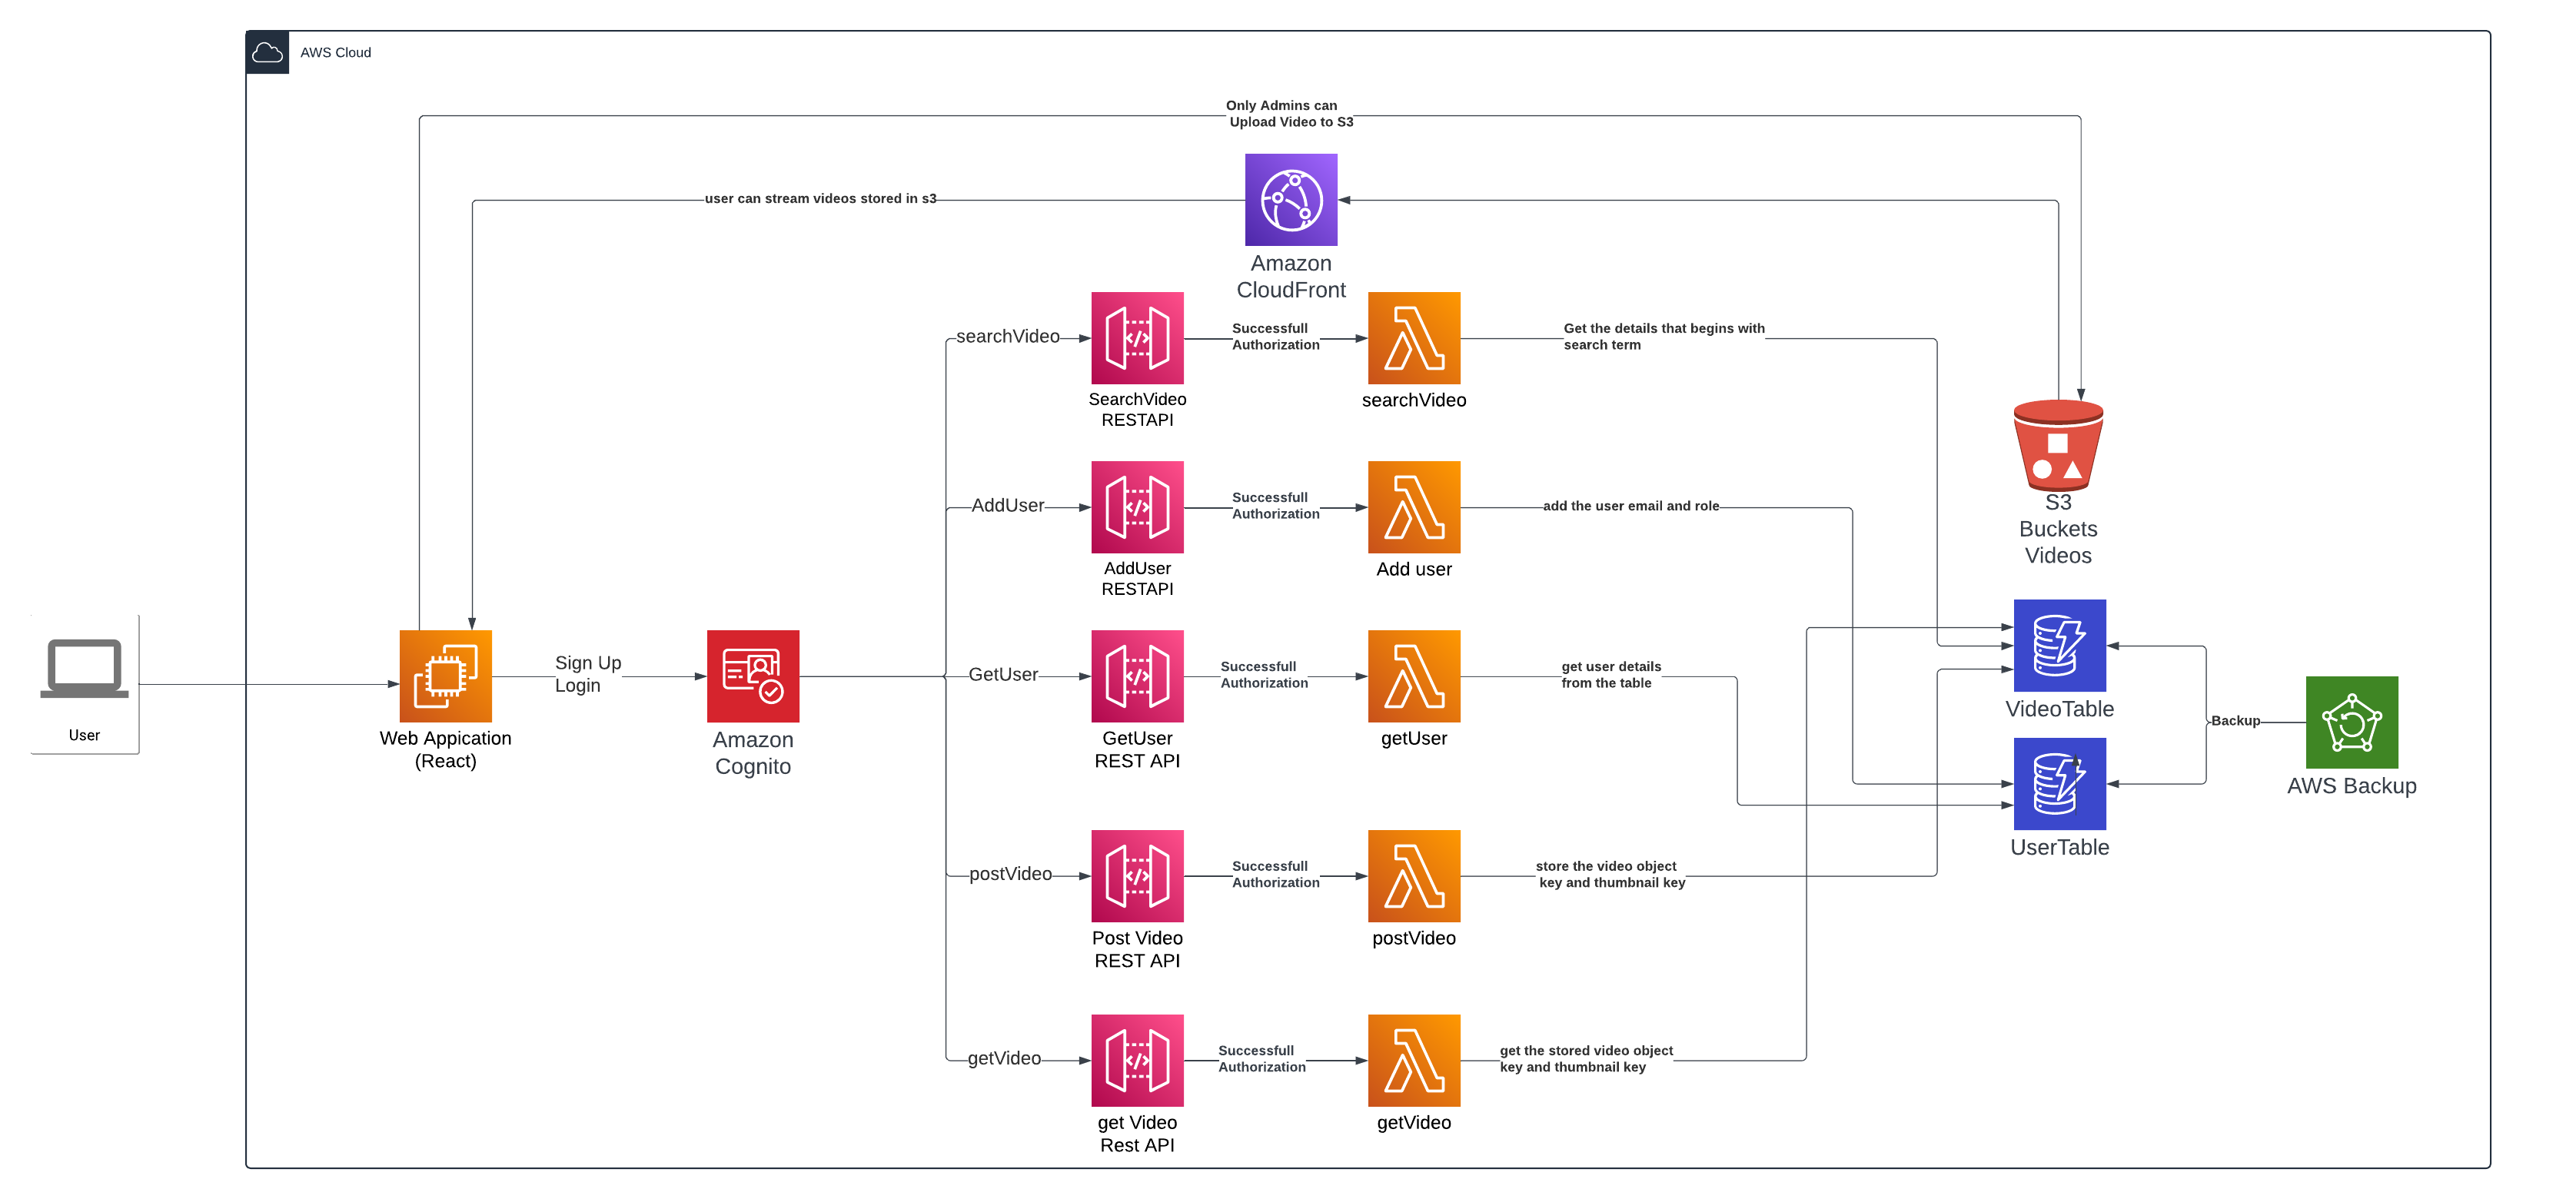 AWS Cloud
Only Admins can
Upload Video to S3
user can stream videos stored in s3
Amazon
CloudFront
searchVideo
Successfull
Authorization
Get the details that begins with
search term
SearchVideo
RESTAPI
searchVideo
AddUser
Successfull
Authorization
add the user email and role
AddUser
RESTAPI
Add user
S3
Buckets
Videos
User
Web Appication
(React)
Sign Up
Login
Amazon
Cognito
GetUser
Successfull
Authorization
get user details
from the table
GetUser
REST API
getUser
VideoTable
Backup
AWS Backup
UserTable
postVideo
Successfull
Authorization
store the video object
key and thumbnail key
Post Video
REST API
postVideo
getVideo
Successfull
Authorization
get the stored video object
key and thumbnail key
get Video
Rest API
getVideo